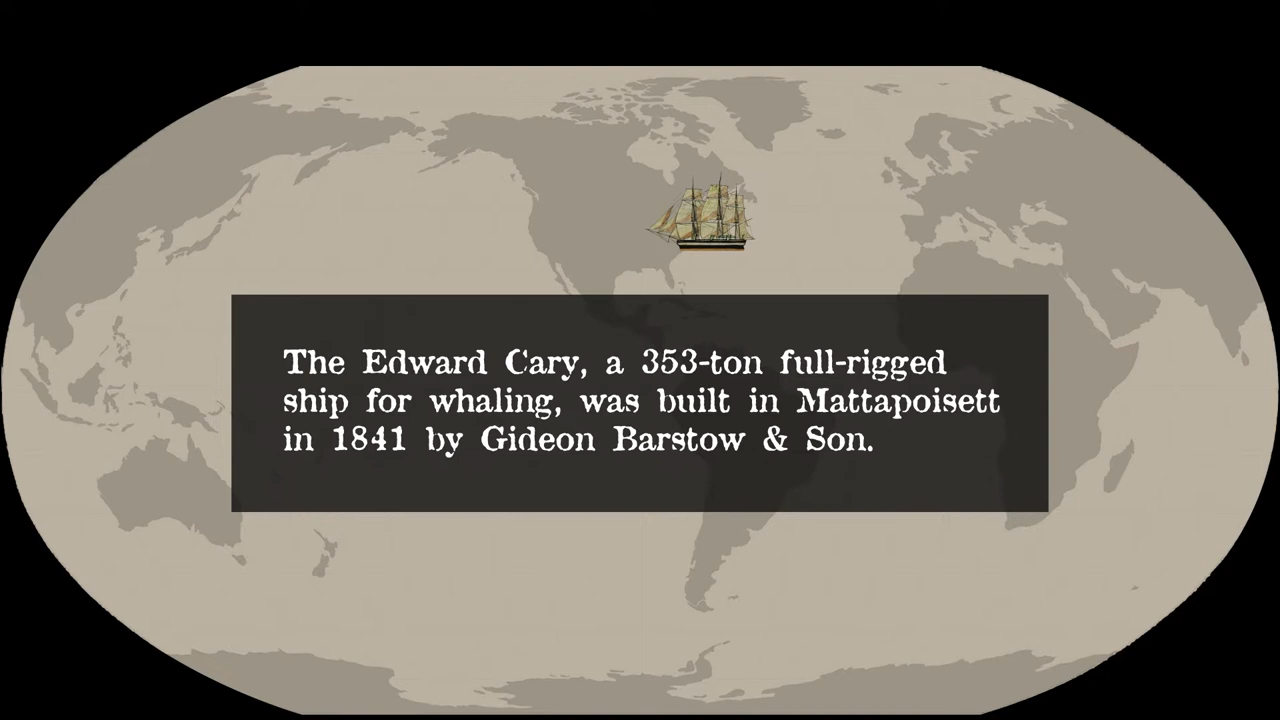 The Edward Cary, a 353-ton full-rigged
ship for whaling, was built in Mattapoisett
in 1841 by Gideon Barstow & Son.